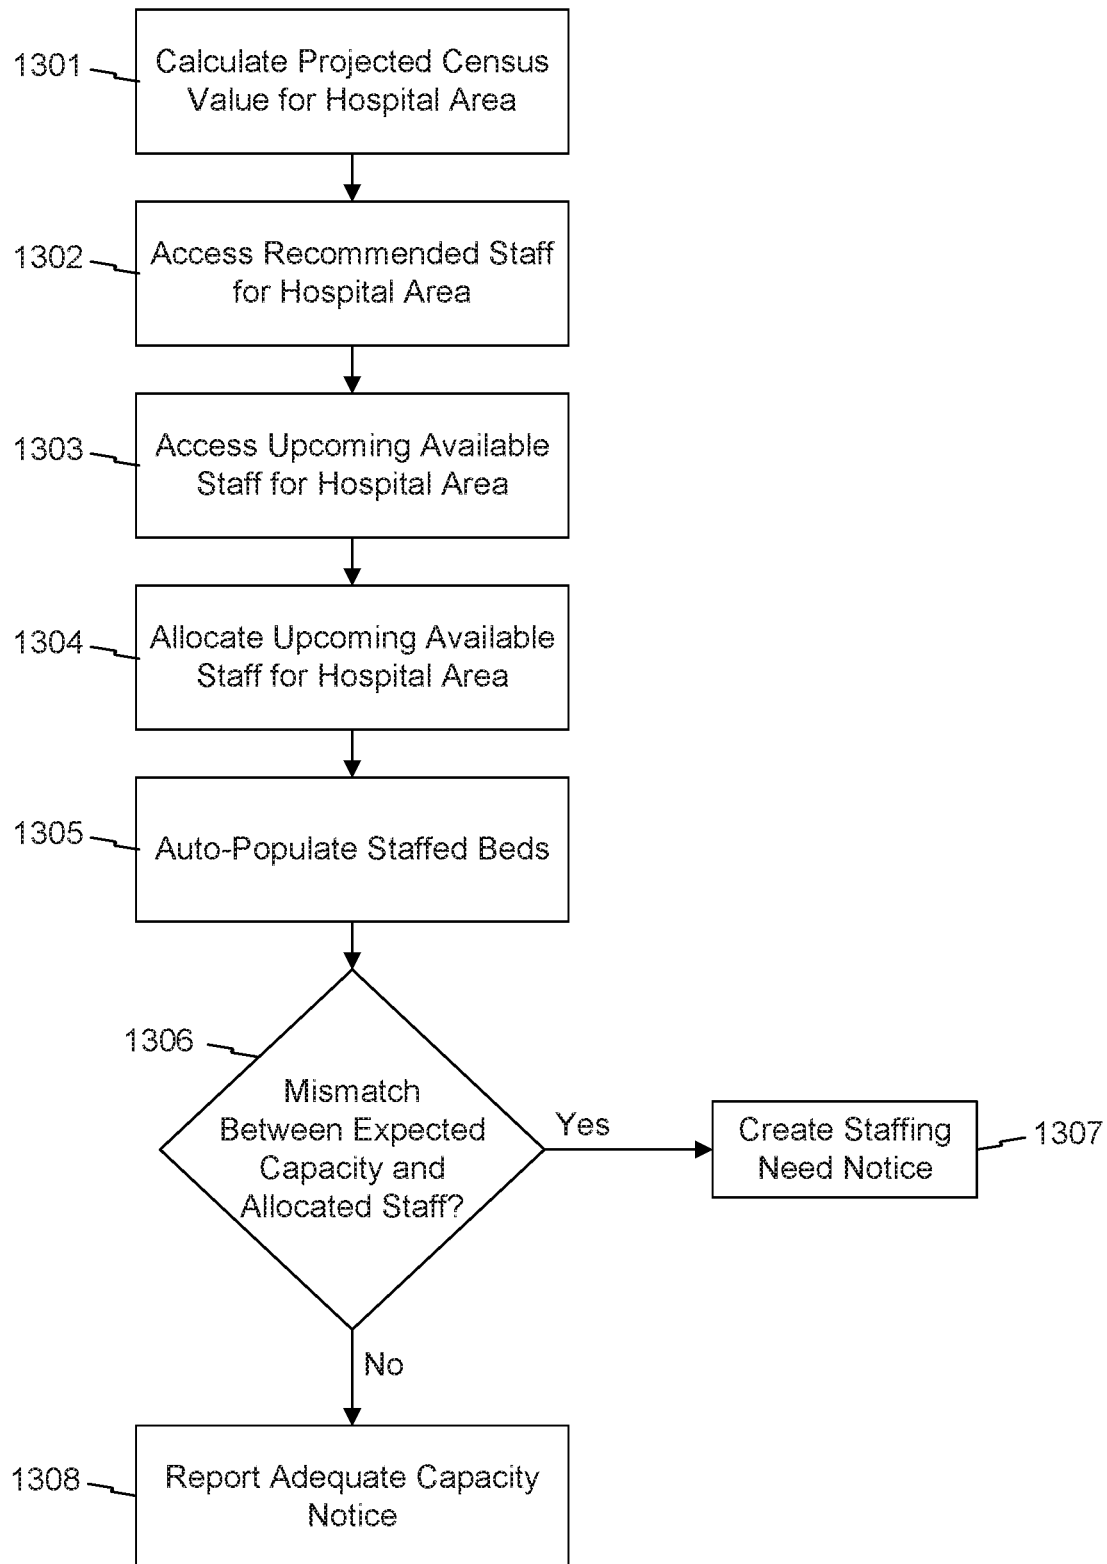 1301
Calculate Projected Census
Value for Hospital Area
1302
Access Recommended Staff
for Hospital Area
1303
Access Upcoming Available
Staff for Hospital Area
1304
Allocate Upcoming Available
Staff for Hospital Area
1305
Auto-Populate Staffed Beds
1306
Mismatch
Between Expected
Capacity and
Allocated Staff?
Yes
Create Staffing
Need Notice
1307
No
1308
Report Adequate Capacity
Notice